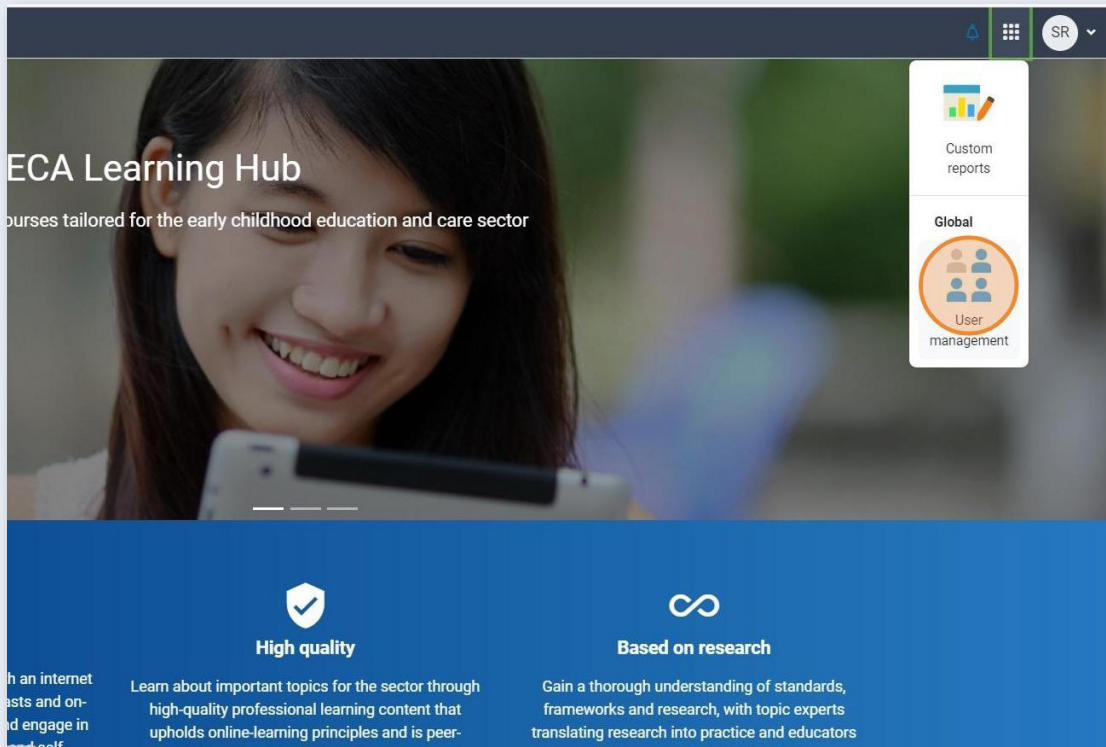 SR
Custom
reports
ECA Learning Hub
ourses tailored for the early childhood education and care sector
Global
User
management
High quality
Based on research
h an internet
Learn about important topics for the sector through
Gain a thorough understanding of standards,
asts and on-
high-quality professional learning content that
frameworks and research, with topic experts
nd engage in
upholds online-learning principles and is peer-
translating research into practice and educators